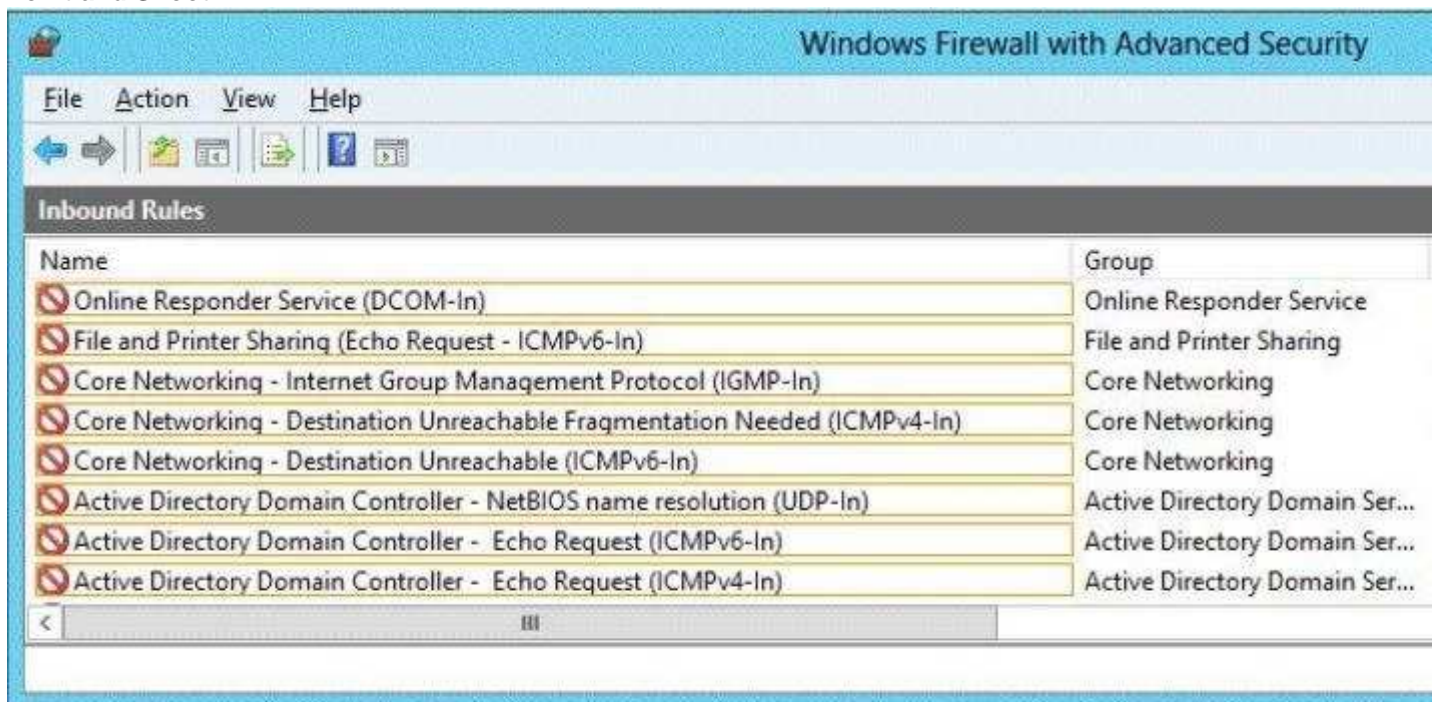 Windows Firewall with Advanced Security
File Action View Help
Inbound Rules
Name Group
Online Responder Service (DCOM-In) Online Responder Service
File and Printer Sharing (Echo Request - ICMPv6-In) File and Printer Sharing
Core Networking - Internet Group Management Protocol (IGMP-In) Core Networking
Core Networking - Destination Unreachable Fragmentation Needed (ICMPv4-In) Core Networking
Core Networking - Destination Unreachable (ICMPv6-In) Core Networking
Active Directory Domain Controller - NetBIOS name resolution (UDP-In) Active Directory Domain Ser...
Active Directory Domain Controller - Echo Request (ICMPv6-In) Active Directory Domain Ser...
Active Directory Domain Controller - Echo Request (ICMPv4-In) Active Directory Domain Ser...